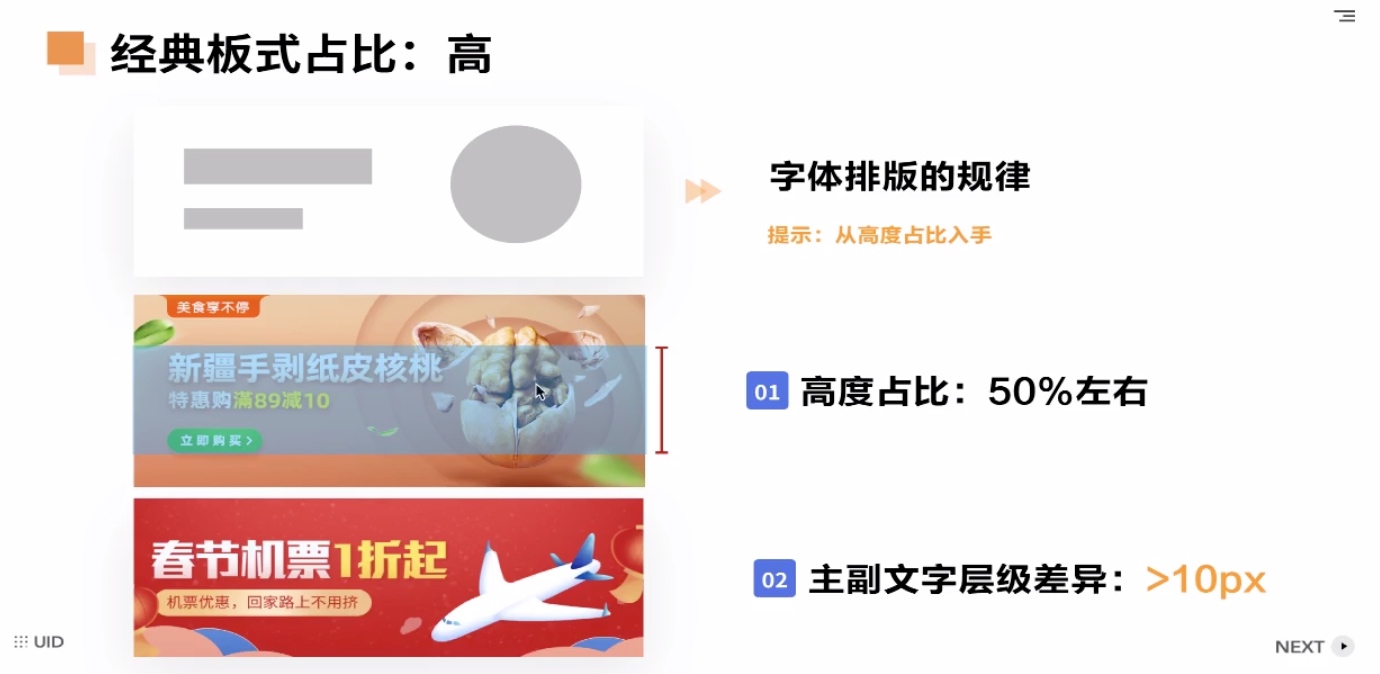 经典板式占比：高
字体排版的规律
提示：从高度占比入手
美食享不停
新疆手剥纸皮核桃
特惠购满89减10
立即购买>
01 高度占比：50%左右
春节机票1折起
机票优惠，回家路上不用挤
02 主副文字层级差异：>10px
UID
NEXT